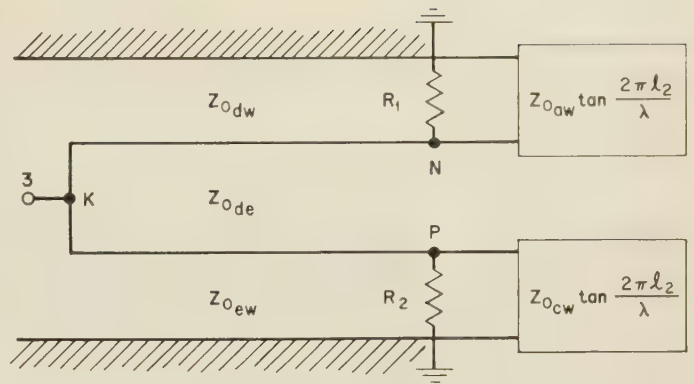 Z₀dw
R₁
Z₀aw tan 2πℓ₂/λ
N
3
K
Z₀de
P
Z₀ew
R₂
Z₀cw tan 2πℓ₂/λ